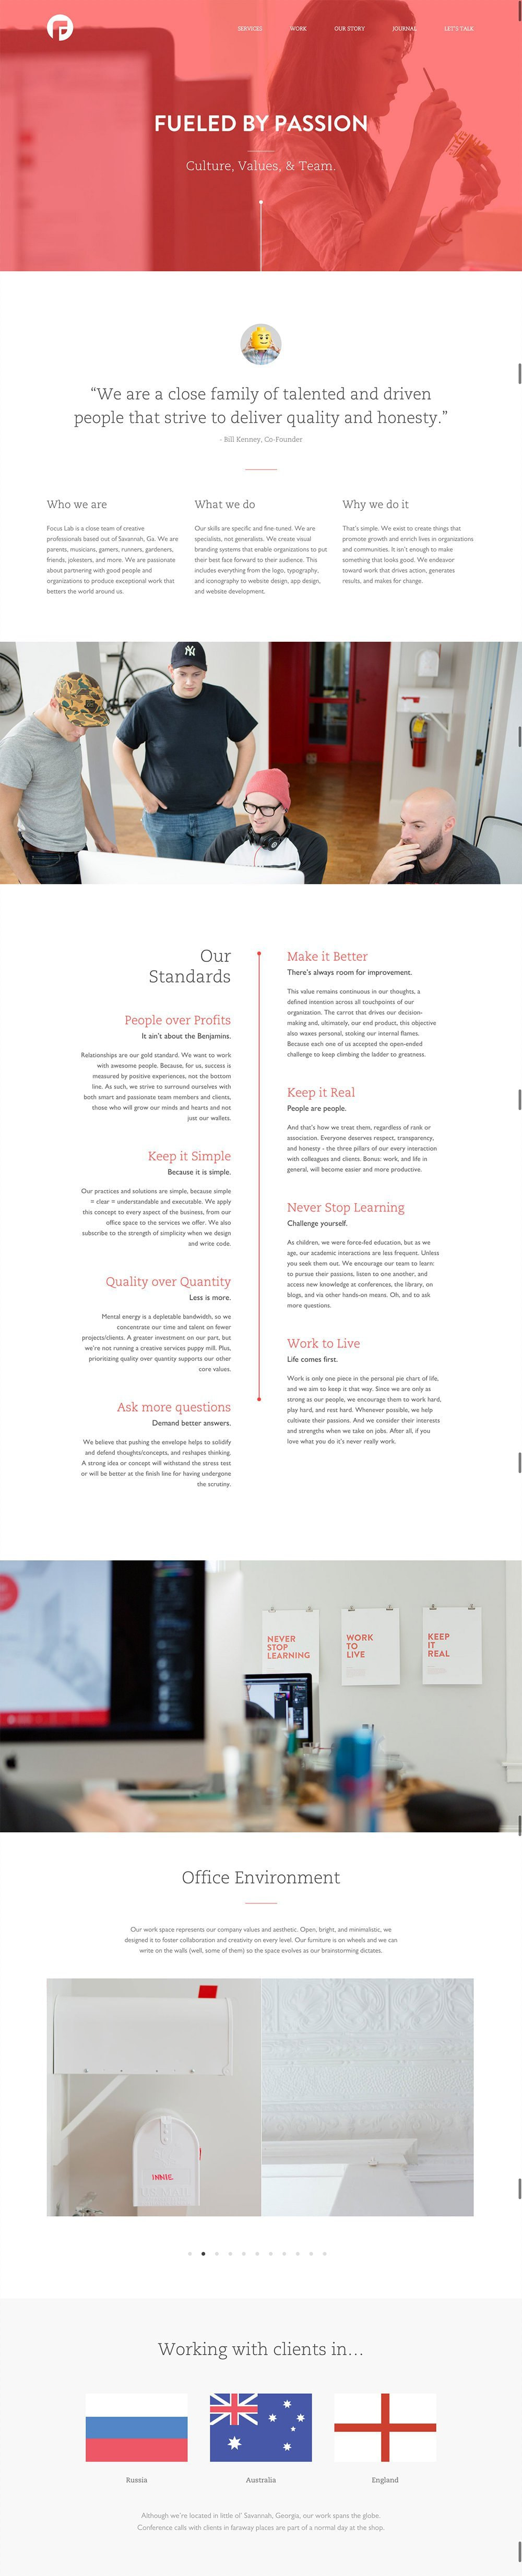 SERVICES
WORK
OUR STORY
JOURNAL
LET'S TALK
FUELED BY PASSION
Culture, Values, & Team.
“We are a close family of talented and driven
people that strive to deliver quality and honesty.”
- Bill Kenney, Co-Founder
Who we are
Focus Lab is a close team of creative
professionals based out of Savannah, Ga. We are
parents, musicians, gamers, runners, gardeners,
friends, jokesters, and more. We are passionate
about partnering with good people and
organizations to produce exceptional work that
betters the world around us.
What we do
Our skills are specific and fine-tuned. We are
specialists, not generalists. We create visual
branding systems that enable organizations to put
their best face forward to their audience. This
includes everything from the logo, typography,
and iconography to website design, app design,
and website development.
Why we do it
That's simple. We exist to create things that
promote growth and enrich lives in organizations
and communities. It isn't enough to make
something that looks good. We endeavor
toward work that drives action, generates
results, and makes for change.
Our
Standards
People over Profits
It ain't about the Benjamins.
Relationships are our gold standard. We want to work
with awesome people. Because, for us, success is
measured by positive experiences, not the bottom
line. As such, we strive to surround ourselves with
both smart and passionate team members and clients,
those who will grow our minds and hearts and not
just our wallets.
Keep it Simple
Because it is simple.
Our practices and solutions are simple, because simple
= clear = understandable and executable. We apply
this concept to every aspect of the business, from our
office space to the services we offer. We also
subscribe to the strength of simplicity when we design
and write code.
Quality over Quantity
Less is more.
Mental energy is a depletable bandwidth, so we
concentrate our time and talent on fewer
projects/clients. A greater investment on our part, but
we're not running a creative services puppy mill. Plus,
prioritizing quality over quantity supports our other
core values.
Ask more questions
Demand better answers.
We believe that pushing the envelope helps to solidify
and defend thoughts/concepts, and reshapes thinking.
A strong idea or concept will withstand the stress test
or will be better at the finish line for having undergone
the scrutiny.
Make it Better
There's always room for improvement.
This value remains continuous in our thoughts, a
defined intention across all touchpoints of our
organization. The carrot that drives our decision-
making and, ultimately, our end product, this objective
also waxes personal, stoking our internal flames.
Because each one of us accepted the open-ended
challenge to keep climbing the ladder to greatness.
Keep it Real
People are people.
And that's how we treat them, regardless of rank or
association. Everyone deserves respect, transparency,
and honesty - the three pillars of our every interaction
with colleagues and clients. Bonus: work, and life in
general, will become easier and more productive.
Never Stop Learning
Challenge yourself.
As children, we were force-fed education, but as we
age, our academic interactions are less frequent. Unless
you seek them out. We encourage our team to learn:
to pursue their passions, listen to one another, and
access new knowledge at conferences, the library, on
blogs, and via other hands-on means. Oh, and to ask
more questions.
Work to Live
Life comes first.
Work is only one piece in the personal pie chart of life,
and we aim to keep it that way. Since we are only as
strong as our people, we encourage them to work hard,
play hard, and rest hard. Whenever possible, we help
cultivate their passions. And we consider their interests
and strengths when we take on jobs. After all, if you
love what you do it's never really work.
NEVER
STOP
LEARNING
WORK
TO
LIVE
KEEP
IT
REAL
Office Environment
Our work space represents our company values and aesthetic. Open, bright, and minimalistic, we
designed it to foster collaboration and creativity on every level. Our furniture is on wheels and we can
write on the walls (well, some of them) so the space evolves as our brainstorming dictates.
INNIE.
Working with clients in...
Russia
Australia
England
Although we're located in little ol' Savannah, Georgia, our work spans the globe.
Conference calls with clients in faraway places are part of a normal day at the shop.